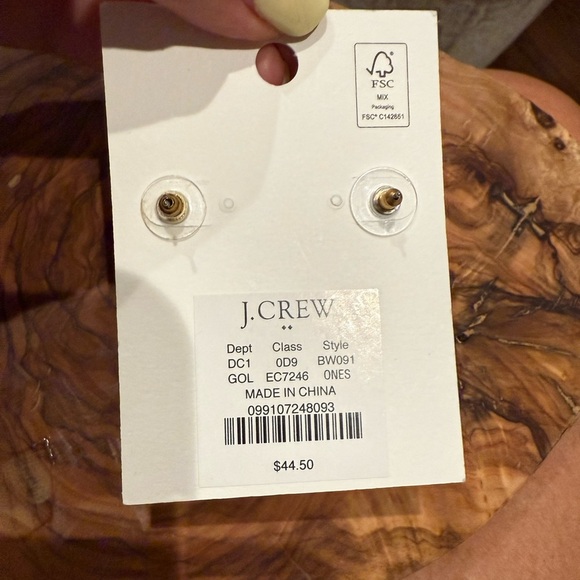 FSC
MIX
Packaging
FSC® C142651
J.CREW
Dept Class Style
DC1 0D9 BW091
GOL EC7246 ONES
MADE IN CHINA
099107248093
$44.50